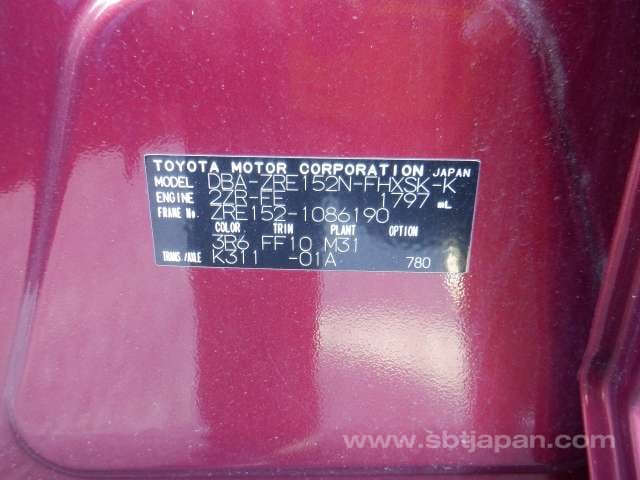 TOYOTA MOTOR CORPORATION JAPAN
MODEL DBA-ZRE152N-FHXSK-K
ENGINE 2ZR-FE 1797 mL
FRAME No. ZRE152-1086190
COLOR TRIM PLANT OPTION
3R6 FF10 M31
TRANS/AXLE K311 -01A 780
www.sbtjapan.com